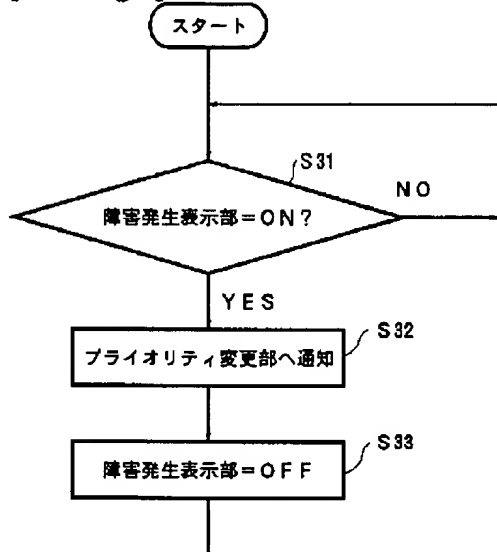 スタート
S31
障害発生表示部=ON?
NO
YES
S32
プライオリティ変更部へ通知
S33
障害発生表示部=OFF